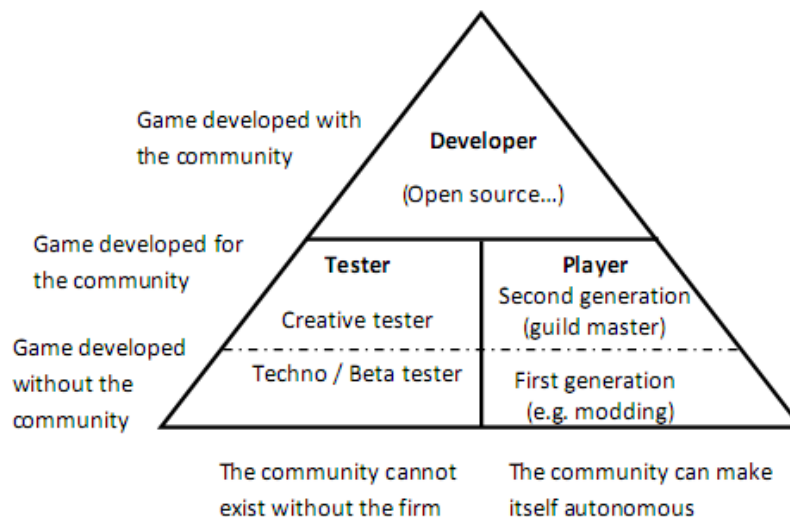 Game developed with
the community
Developer
(Open source...)
Game developed for
the community
Tester
Player
Creative tester
Second generation
(guild master)
Game developed
without the
community
Techno / Beta tester
First generation
(e.g. modding)
The community cannot
exist without the firm
The community can make
itself autonomous